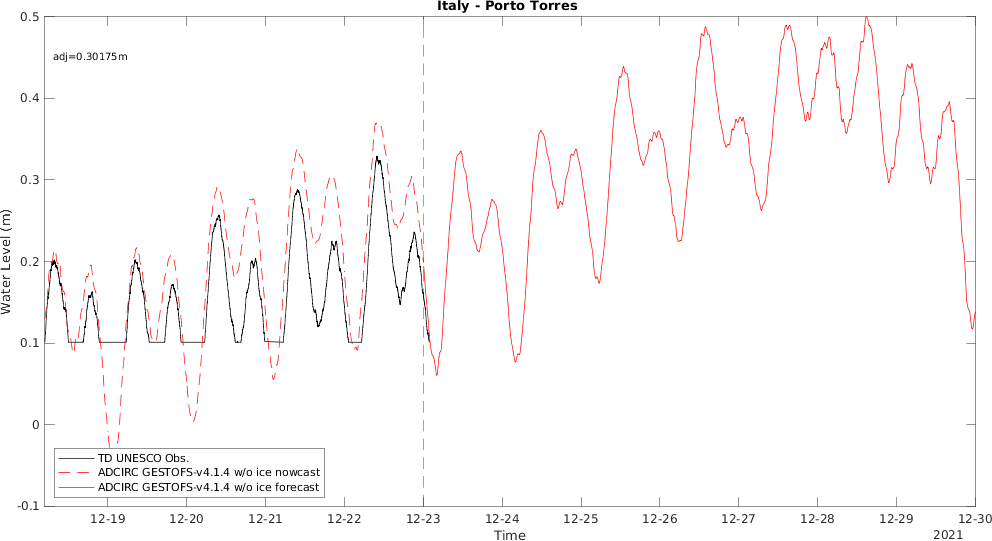 Italy - Porto Torres
0.5
adj=0.30175m
0.4
0.3
0.2
0.1
0
-0.1
Water Level (m)
TD UNESCO Obs.
ADCIRC GESTOFS-v4.1.4 w/o ice nowcast
ADCIRC GESTOFS-v4.1.4 w/o ice forecast
12-19 12-20 12-21 12-22 12-23 12-24 12-25 12-26 12-27 12-28 12-29 12-30
Time
2021